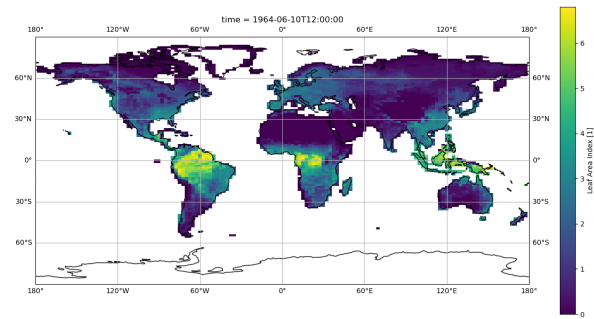 time = 1964-06-10T12:00:00
180° 120°W 60°W 0° 60°E 120°E 180°
60°N 60°N
30°N 30°N
0° 0°
30°S 30°S
60°S 60°S
180° 120°W 60°W 0° 60°E 120°E 180°
6
5
4
3
2
1
0
Leaf Area Index [1]